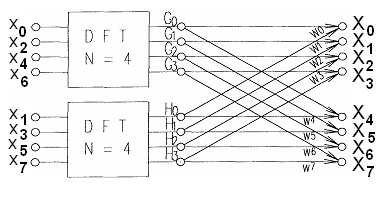 X0 G0 W0 X0
X2 DFT G1 W1 X1
X4 N = 4 G2 W2 X2
X6 G3 W3 X3
X1 H0 W4 X4
X3 DFT H1 W5 X5
X5 N = 4 H2 W6 X6
X7 H3 W7 X7